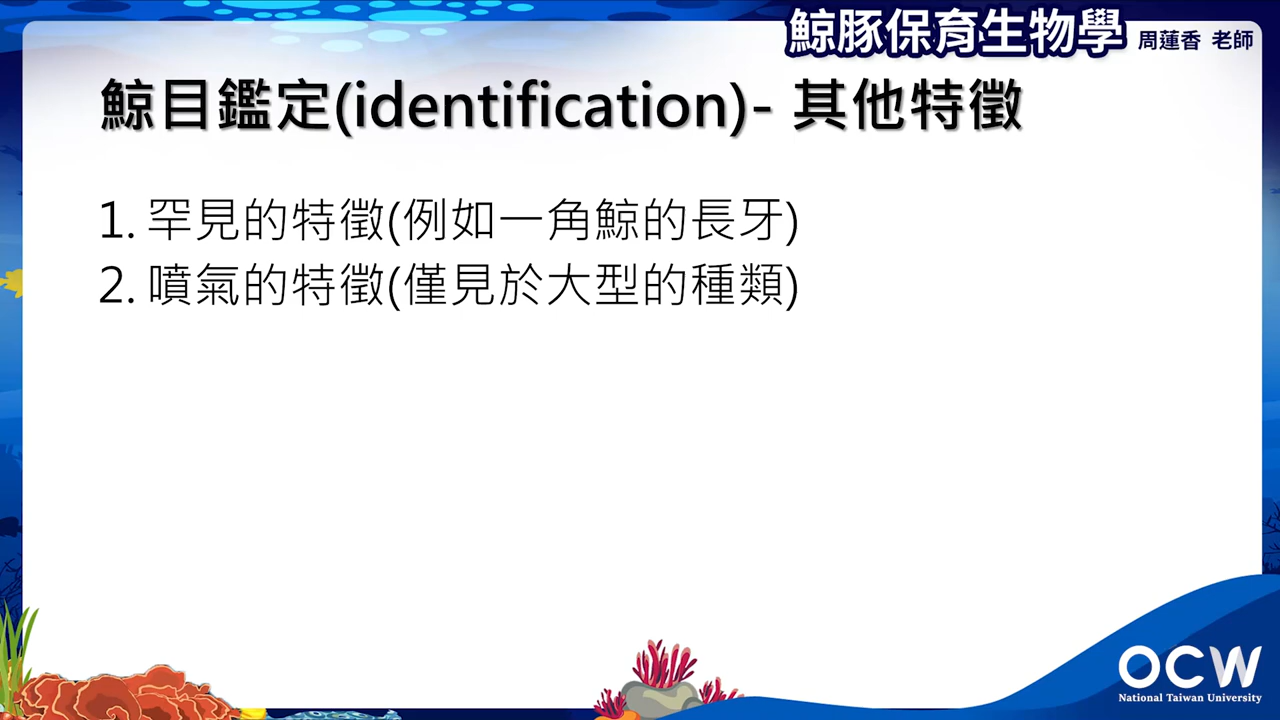 鯨豚保育生物學 周蓮香 老師
鯨目鑑定(identification)- 其他特徵
1. 罕見的特徵(例如一角鯨的長牙)
2. 噴氣的特徵(僅見於大型的種類)
OCW
National Taiwan University